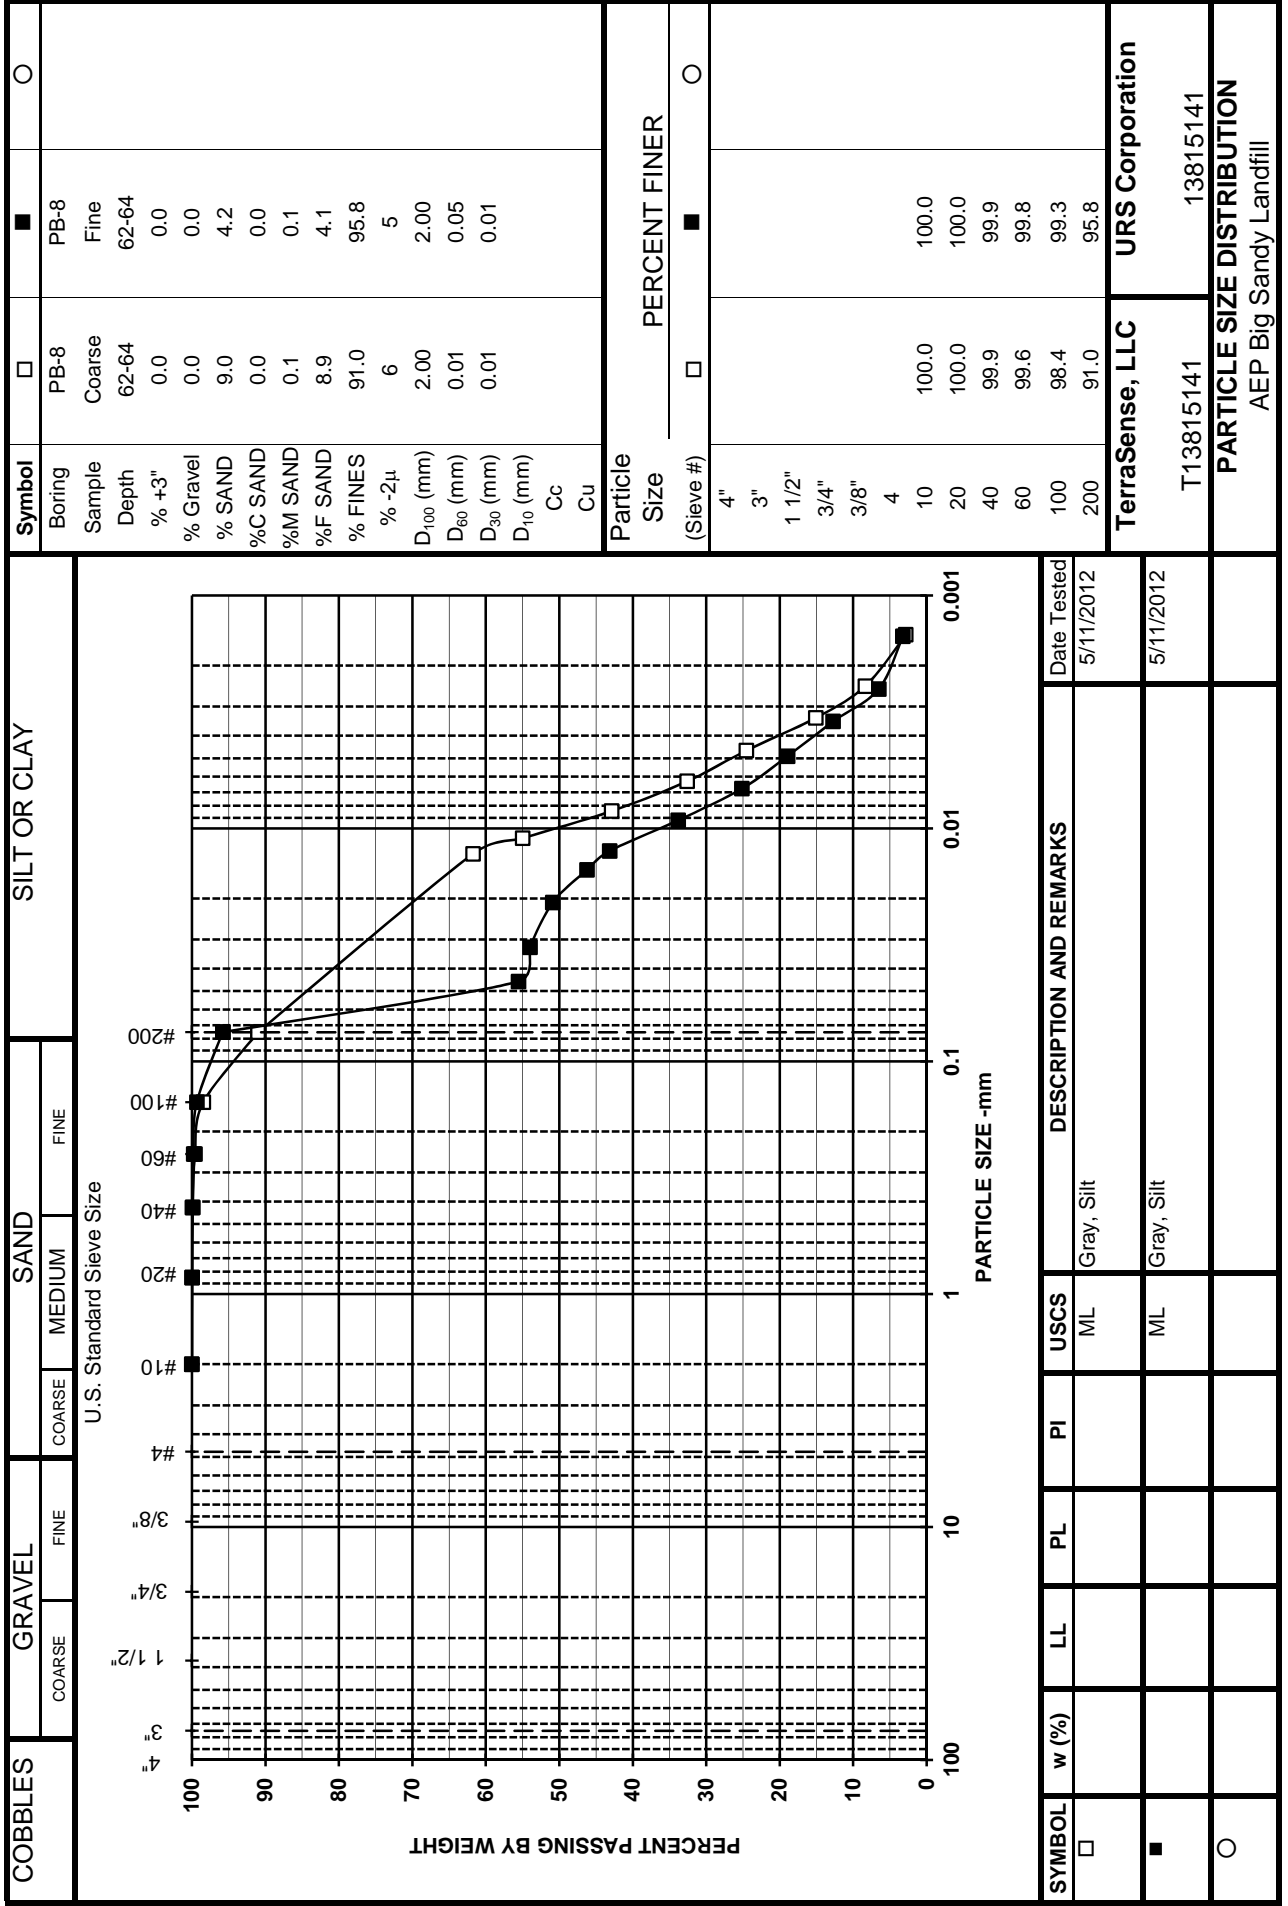 COBBLES GRAVEL SAND SILT OR CLAY
COARSE FINE COARSE MEDIUM FINE
U.S. Standard Sieve Size
4" 3" 1 1/2" 3/4" 3/8" #4 #10 #20 #40 #60 #100 #200
PERCENT PASSING BY WEIGHT
100
90
80
70
60
50
40
30
20
10
0
100 10 1 0.1 0.01 0.001
PARTICLE SIZE -mm
SYMBOL w (%) LL PL PI USCS DESCRIPTION AND REMARKS Date Tested
□ ML Gray, Silt 5/11/2012
■ ML Gray, Silt 5/11/2012
○
Symbol □ ■ ○
Boring PB-8 PB-8
Sample Coarse Fine
Depth 62-64 62-64
% +3" 0.0 0.0
% Gravel 0.0 0.0
% SAND 9.0 4.2
%C SAND 0.0 0.0
%M SAND 0.1 0.1
%F SAND 8.9 4.1
% FINES 91.0 95.8
% -2µ 6 5
D100 (mm) 2.00 2.00
D60 (mm) 0.01 0.05
D30 (mm) 0.01 0.01
D10 (mm)
Cc
Cu
Particle
Size PERCENT FINER
(Sieve #) □ ■ ○
4"
3"
1 1/2"
3/4"
3/8"
4
10 100.0 100.0
20 100.0 100.0
40 99.9 99.9
60 99.6 99.8
100 98.4 99.3
200 91.0 95.8
TerraSense, LLC URS Corporation
T13815141 13815141
PARTICLE SIZE DISTRIBUTION
AEP Big Sandy Landfill